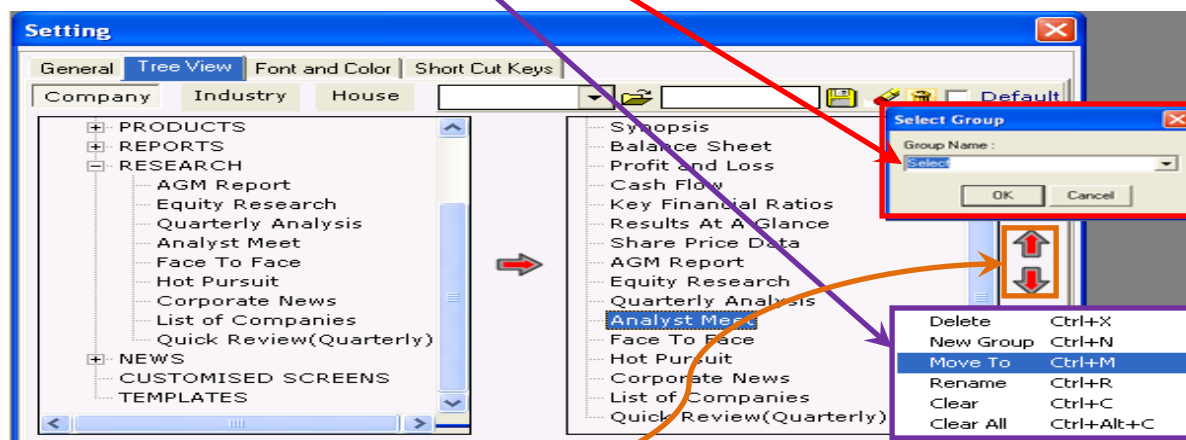 Setting
General Tree View Font and Color Short Cut Keys
Company Industry House Default
PRODUCTS
REPORTS
RESEARCH
AGM Report
Equity Research
Quarterly Analysis
Analyst Meet
Face To Face
Hot Pursuit
Corporate News
List of Companies
Quick Review(Quarterly)
NEWS
CUSTOMISED SCREENS
TEMPLATES
Synopsis
Balance Sheet
Profit and Loss
Cash Flow
Key Financial Ratios
Results At A Glance
Share Price Data
AGM Report
Equity Research
Quarterly Analysis
Analyst Meet
Face To Face
Hot Pursuit
Corporate News
List of Companies
Quick Review(Quarterly)
Select Group
Group Name :
Select
OK Cancel
Delete Ctrl+X
New Group Ctrl+N
Move To Ctrl+M
Rename Ctrl+R
Clear Ctrl+C
Clear All Ctrl+Alt+C